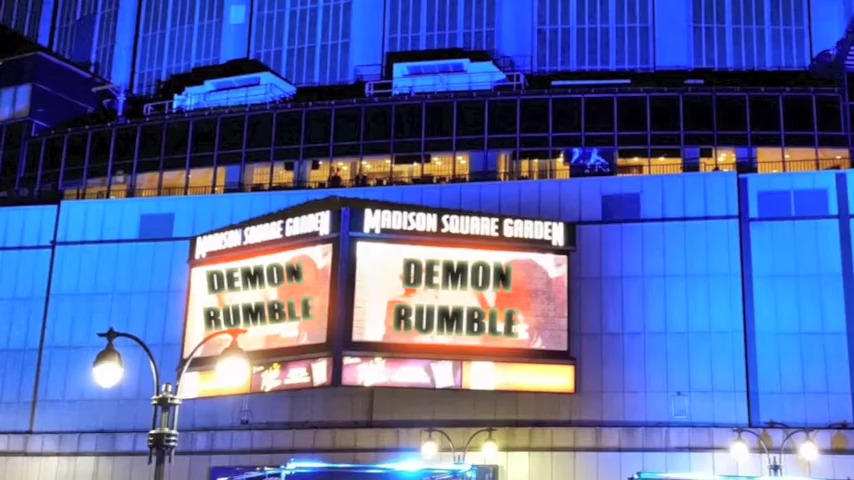 MADISON SQUARE GARDEN
DEMON
RUMBLE
MADISON SQUARE GARDEN
DEMON
RUMBLE